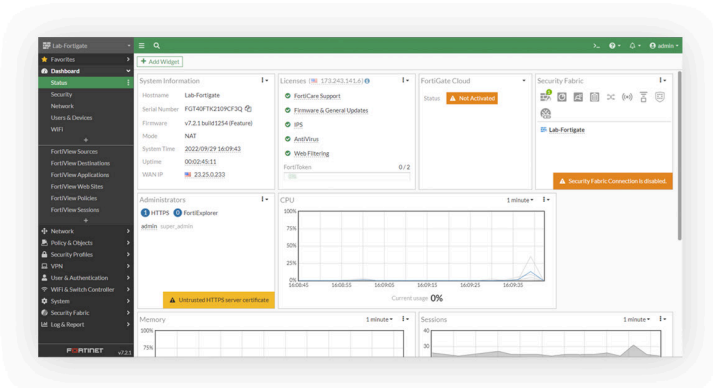 Lab-Fortigate
admin
Favorites
Dashboard
Status
Security
Network
Users & Devices
WiFi
FortiView Sources
FortiView Destinations
FortiView Applications
FortiView Web Sites
FortiView Policies
FortiView Sessions
Network
Policy & Objects
Security Profiles
VPN
User & Authentication
WiFi & Switch Controller
System
Security Fabric
Log & Report
FORTINET v7.2.1
+ Add Widget
System Information
Hostname Lab-Fortigate
Serial Number FGT40FTK2109CF3Q
Firmware v7.2.1 build1254 (Feature)
Mode NAT
System Time 2022/09/29 16:09:43
Uptime 00:02:45:11
WAN IP 23.25.0.233
Licenses (173.243.141.6)
FortiCare Support
Firmware & General Updates
IPS
AntiVirus
Web Filtering
FortiToken 0 / 2
0%
FortiGate Cloud
Status Not Activated
Security Fabric
Lab-Fortigate
Security Fabric Connection is disabled.
Administrators
1 HTTPS 0 FortiExplorer
admin super_admin
Untrusted HTTPS server certificate
CPU 1 minute
100%
75%
50%
25%
0%
16:08:45 16:08:55 16:09:05 16:09:15 16:09:25 16:09:35
Current usage 0%
Memory 1 minute
100%
75%
Sessions 1 minute
40
30